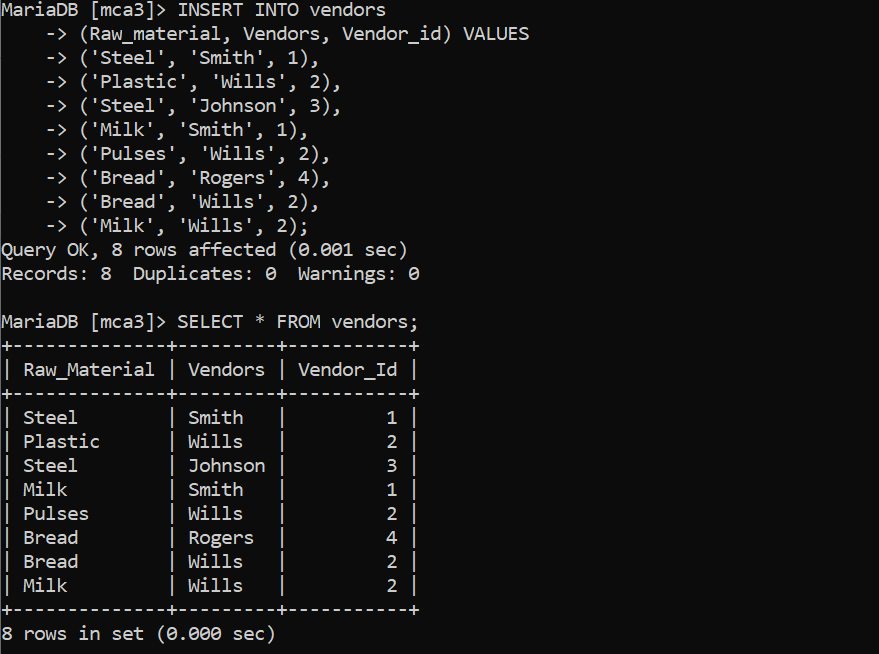 MariaDB [mca3]> INSERT INTO vendors
    -> (Raw_material, Vendors, Vendor_id) VALUES
    -> ('Steel', 'Smith', 1),
    -> ('Plastic', 'Wills', 2),
    -> ('Steel', 'Johnson', 3),
    -> ('Milk', 'Smith', 1),
    -> ('Pulses', 'Wills', 2),
    -> ('Bread', 'Rogers', 4),
    -> ('Bread', 'Wills', 2),
    -> ('Milk', 'Wills', 2);
Query OK, 8 rows affected (0.001 sec)
Records: 8  Duplicates: 0  Warnings: 0

MariaDB [mca3]> SELECT * FROM vendors;
+--------------+---------+-----------+
| Raw_Material | Vendors | Vendor_Id |
+--------------+---------+-----------+
| Steel        | Smith   |         1 |
| Plastic      | Wills   |         2 |
| Steel        | Johnson |         3 |
| Milk         | Smith   |         1 |
| Pulses       | Wills   |         2 |
| Bread        | Rogers  |         4 |
| Bread        | Wills   |         2 |
| Milk         | Wills   |         2 |
+--------------+---------+-----------+
8 rows in set (0.000 sec)